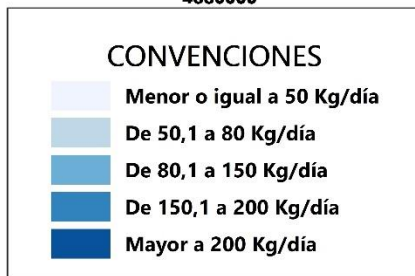 CONVENCIONES
Menor o igual a 50 Kg/día
De 50,1 a 80 Kg/día
De 80,1 a 150 Kg/día
De 150,1 a 200 Kg/día
Mayor a 200 Kg/día